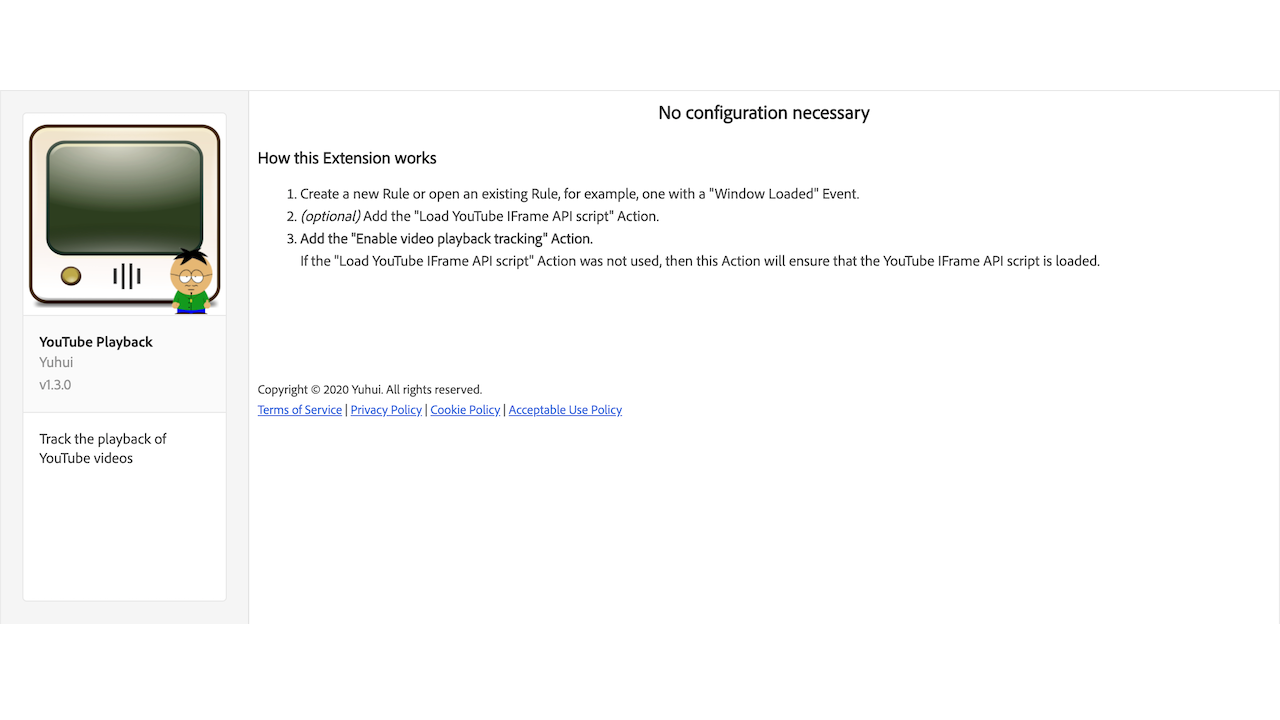 No configuration necessary
How this Extension works
1. Create a new Rule or open an existing Rule, for example, one with a "Window Loaded" Event.
2. (optional) Add the "Load YouTube IFrame API script" Action.
3. Add the "Enable video playback tracking" Action.
If the "Load YouTube IFrame API script" Action was not used, then this Action will ensure that the YouTube IFrame API script is loaded.
YouTube Playback
Yuhui
v1.3.0
Track the playback of
YouTube videos
Copyright © 2020 Yuhui. All rights reserved.
Terms of Service | Privacy Policy | Cookie Policy | Acceptable Use Policy